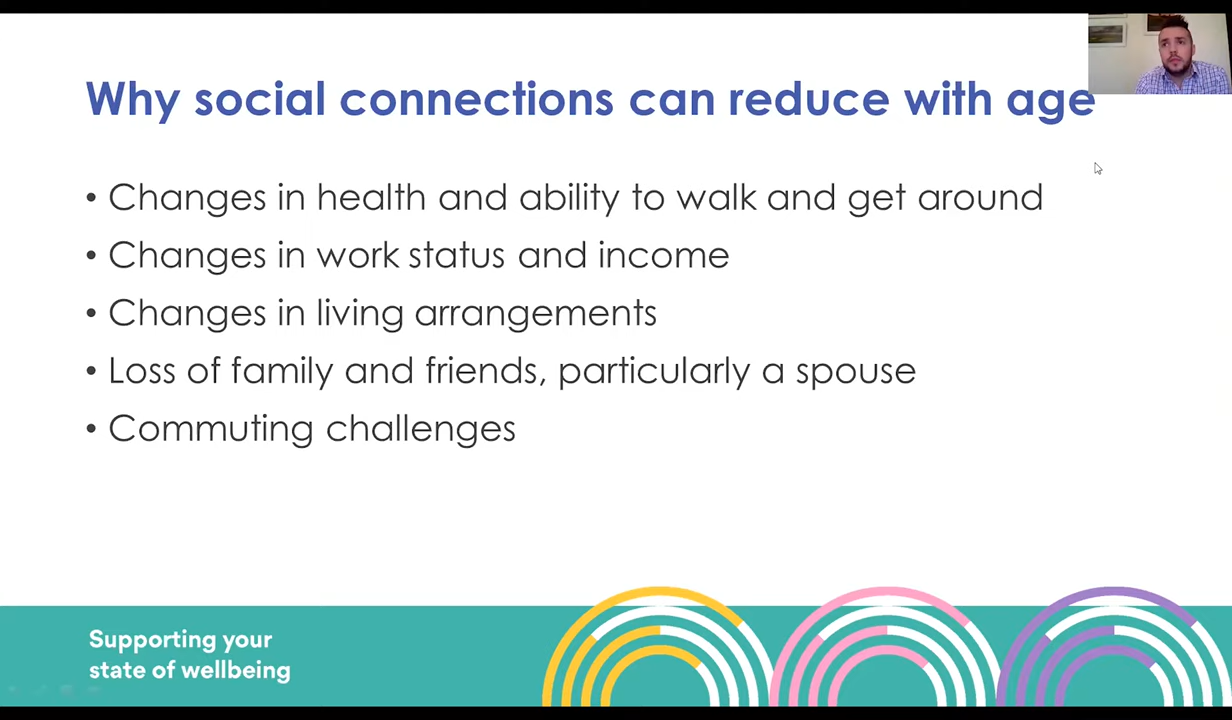 Why social connections can reduce with age
• Changes in health and ability to walk and get around
• Changes in work status and income
• Changes in living arrangements
• Loss of family and friends, particularly a spouse
• Commuting challenges
Supporting your
state of wellbeing